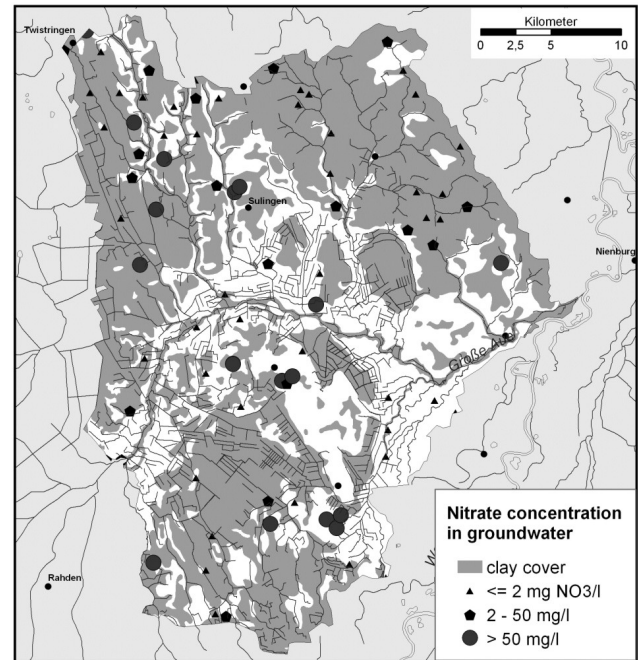 Twistringen
Kilometer
0 2,5 5 10
Sulingen
Nienburg
Große Aue
Nitrate concentration
in groundwater
clay cover
<= 2 mg NO3/l
2 - 50 mg/l
> 50 mg/l
Rahden